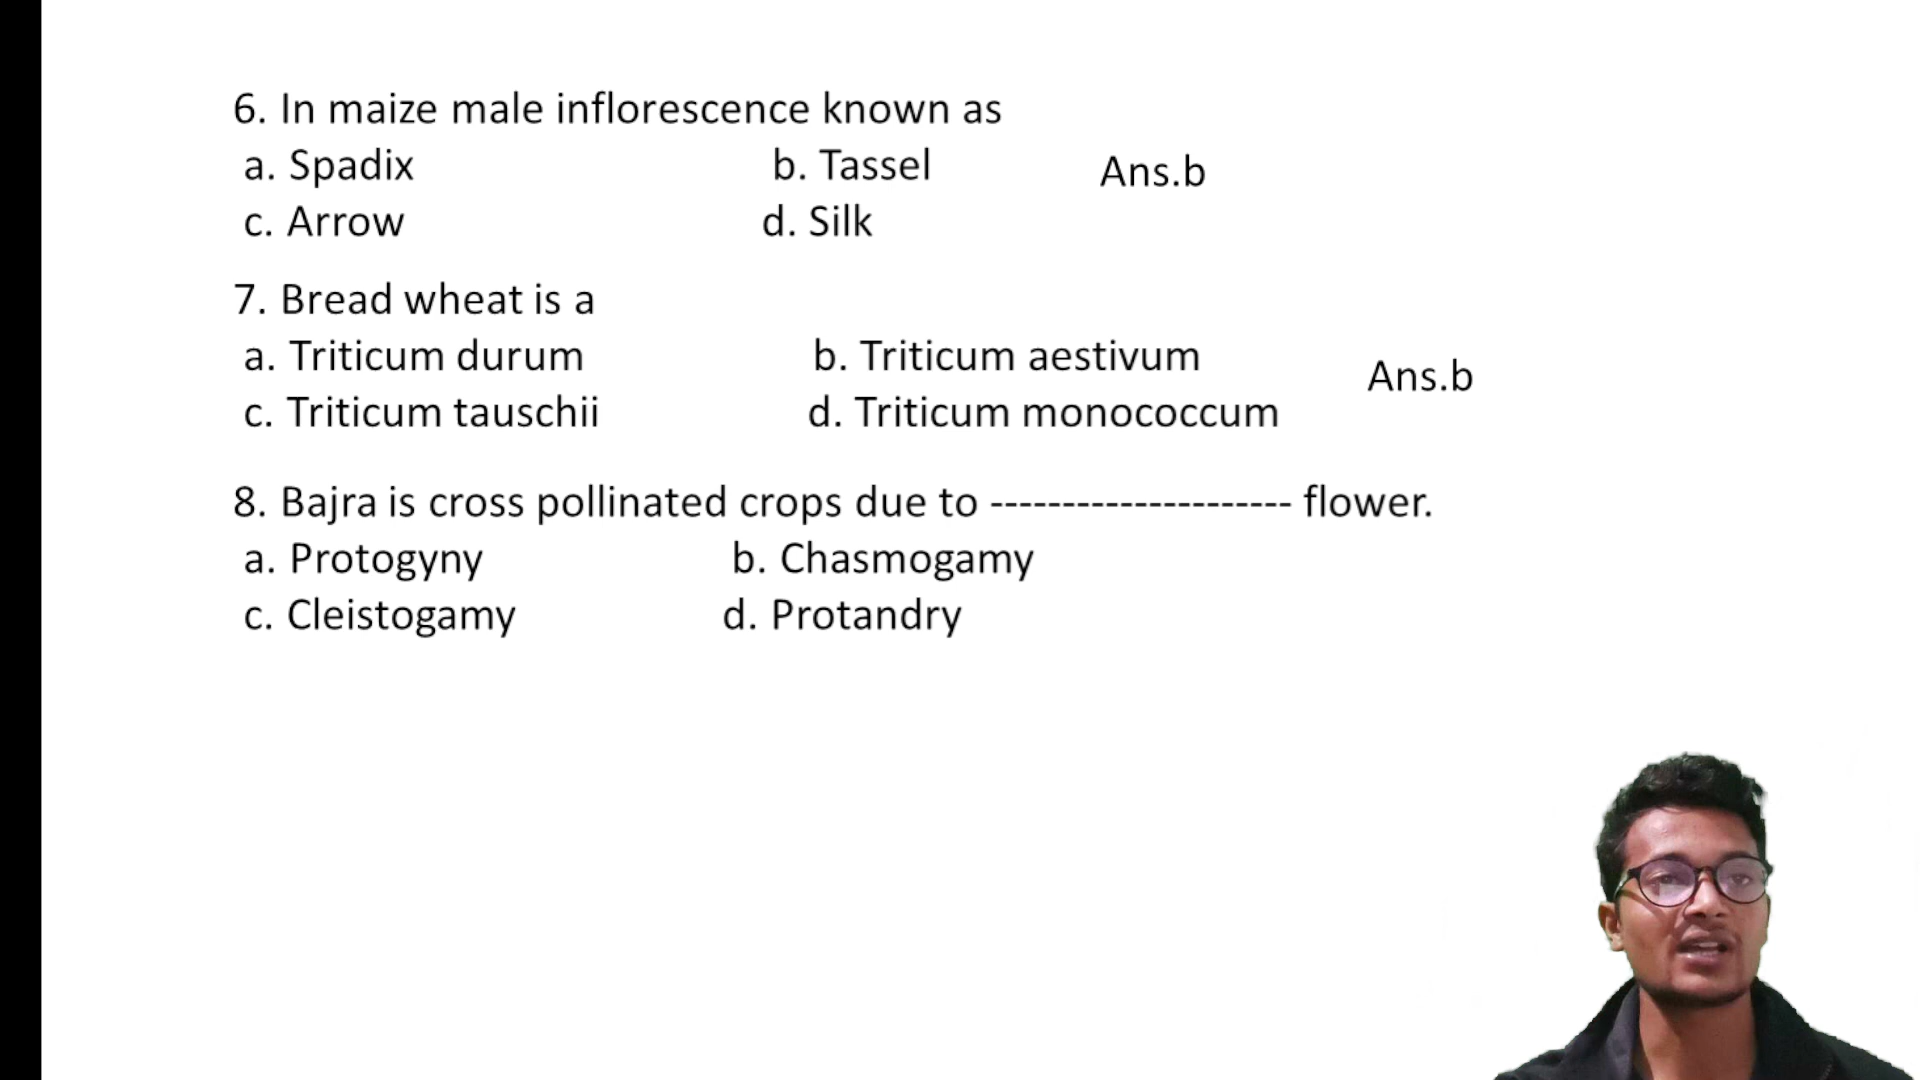 6. In maize male inflorescence known as
a. Spadix b. Tassel Ans.b
c. Arrow d. Silk
7. Bread wheat is a
a. Triticum durum b. Triticum aestivum Ans.b
c. Triticum tauschii d. Triticum monococcum
8. Bajra is cross pollinated crops due to --------------------- flower.
a. Protogyny b. Chasmogamy
c. Cleistogamy d. Protandry